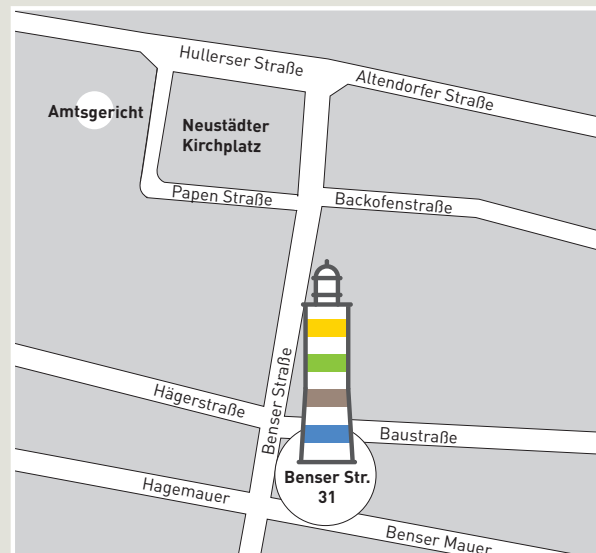 Hullerser Straße
Altendorfer Straße
Amtsgericht
Neustädter
Kirchplatz
Papen Straße
Backofenstraße
Benser Straße
Hägerstraße
Baustraße
Benser Str.
31
Hagemauer
Benser Mauer